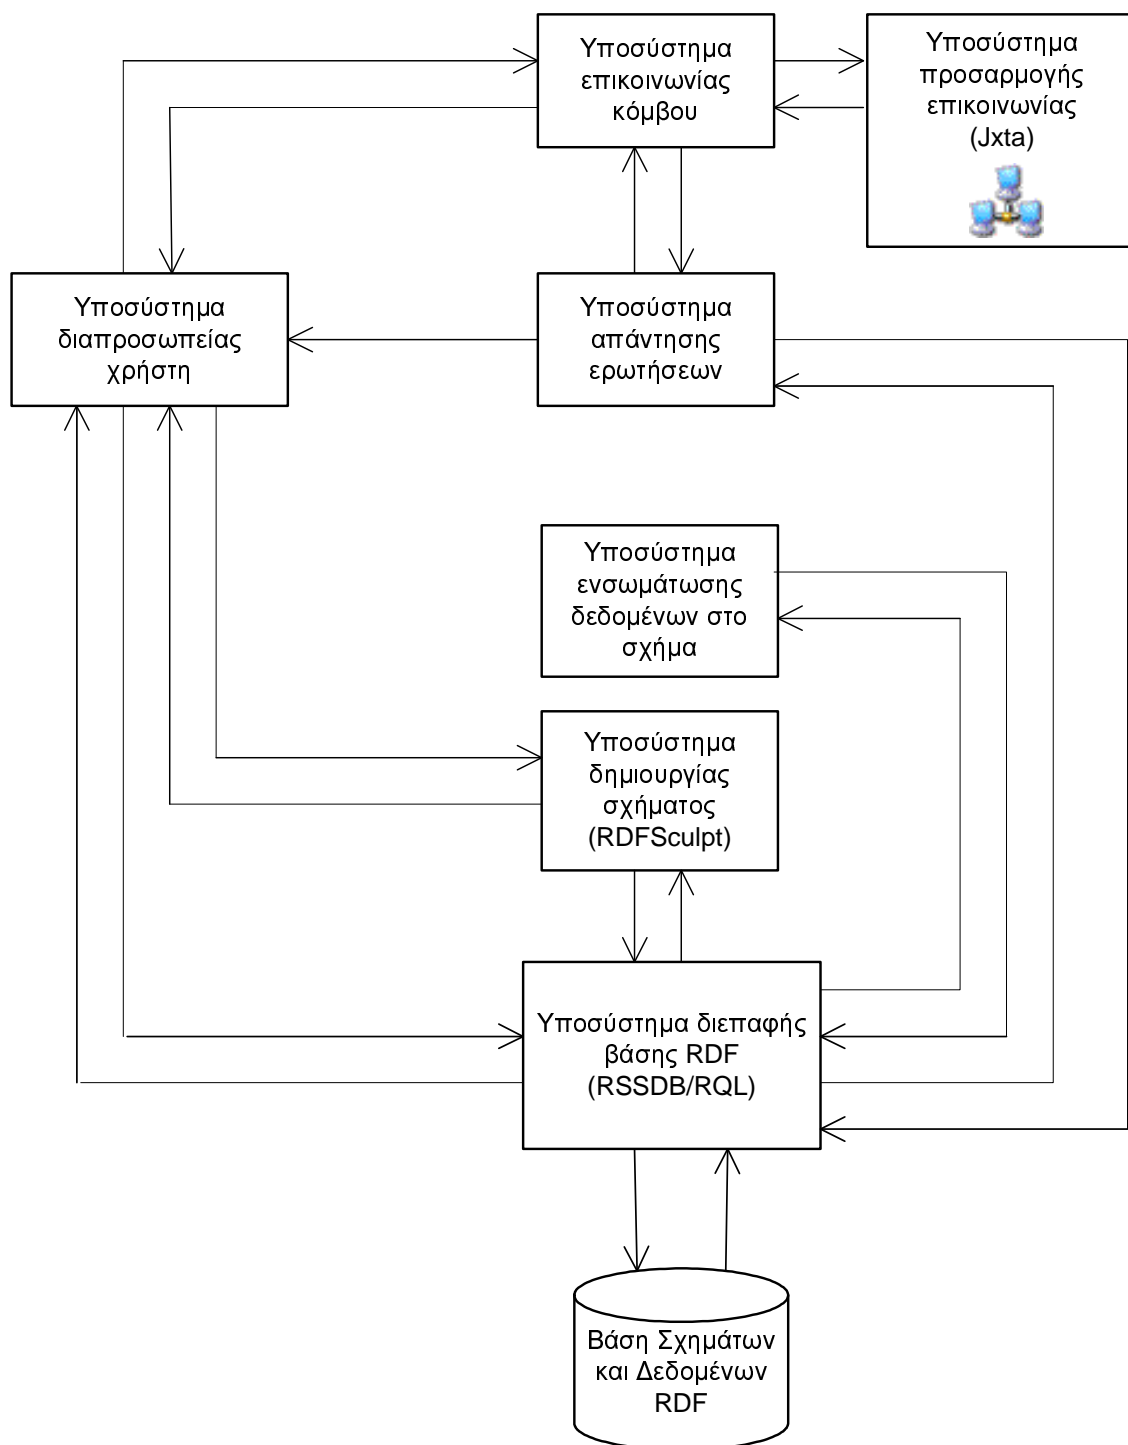 Υποσύστημα
επικοινωνίας
κόμβου
Υποσύστημα
προσαρμογής
επικοινωνίας
(Jxta)
Υποσύστημα
διαπροσωπείας
χρήστη
Υποσύστημα
απάντησης
ερωτήσεων
Υποσύστημα
ενσωμάτωσης
δεδομένων στο
σχήμα
Υποσύστημα
δημιουργίας
σχήματος
(RDFSculpt)
Υποσύστημα διεπαφής
βάσης RDF
(RSSDB/RQL)
Βάση Σχημάτων
και Δεδομένων
RDF